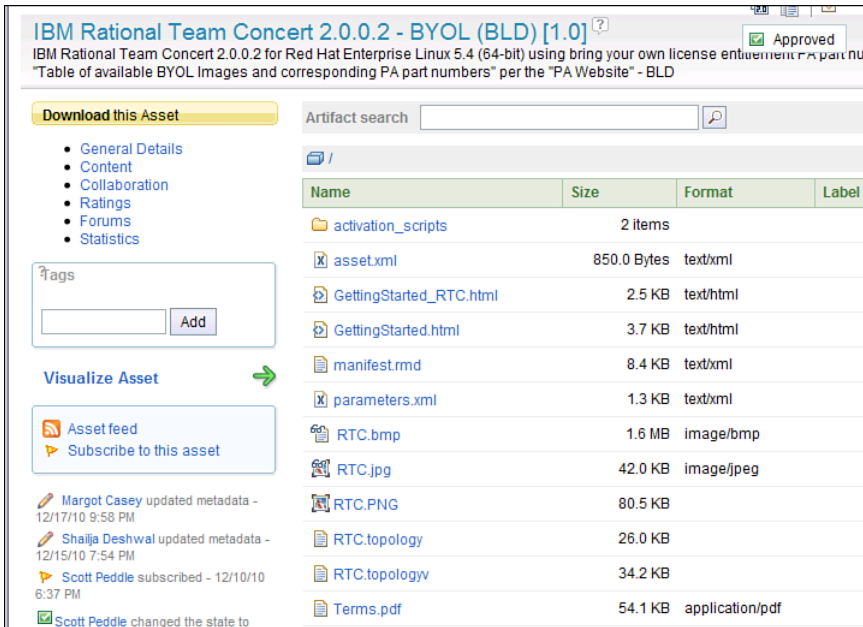 IBM Rational Team Concert 2.0.0.2 - BYOL (BLD) [1.0] ?
Approved
IBM Rational Team Concert 2.0.0.2 for Red Hat Enterprise Linux 5.4 (64-bit) using bring your own license entitlement PA part nu
"Table of available BYOL Images and corresponding PA part numbers" per the "PA Website" - BLD
Download this Asset
General Details
Content
Collaboration
Ratings
Forums
Statistics
?
Tags
Add
Visualize Asset
Asset feed
Subscribe to this asset
Margot Casey updated metadata -
12/17/10 9:58 PM
Shailja Deshwal updated metadata -
12/15/10 7:54 PM
Scott Peddle subscribed - 12/10/10
6:37 PM
Scott Peddle changed the state to
Artifact search
/
Name Size Format Label
activation_scripts 2 items
asset.xml 850.0 Bytes text/xml
GettingStarted_RTC.html 2.5 KB text/html
GettingStarted.html 3.7 KB text/html
manifest.rmd 8.4 KB text/xml
parameters.xml 1.3 KB text/xml
RTC.bmp 1.6 MB image/bmp
RTC.jpg 42.0 KB image/jpeg
RTC.PNG 80.5 KB
RTC.topology 26.0 KB
RTC.topologyv 34.2 KB
Terms.pdf 54.1 KB application/pdf